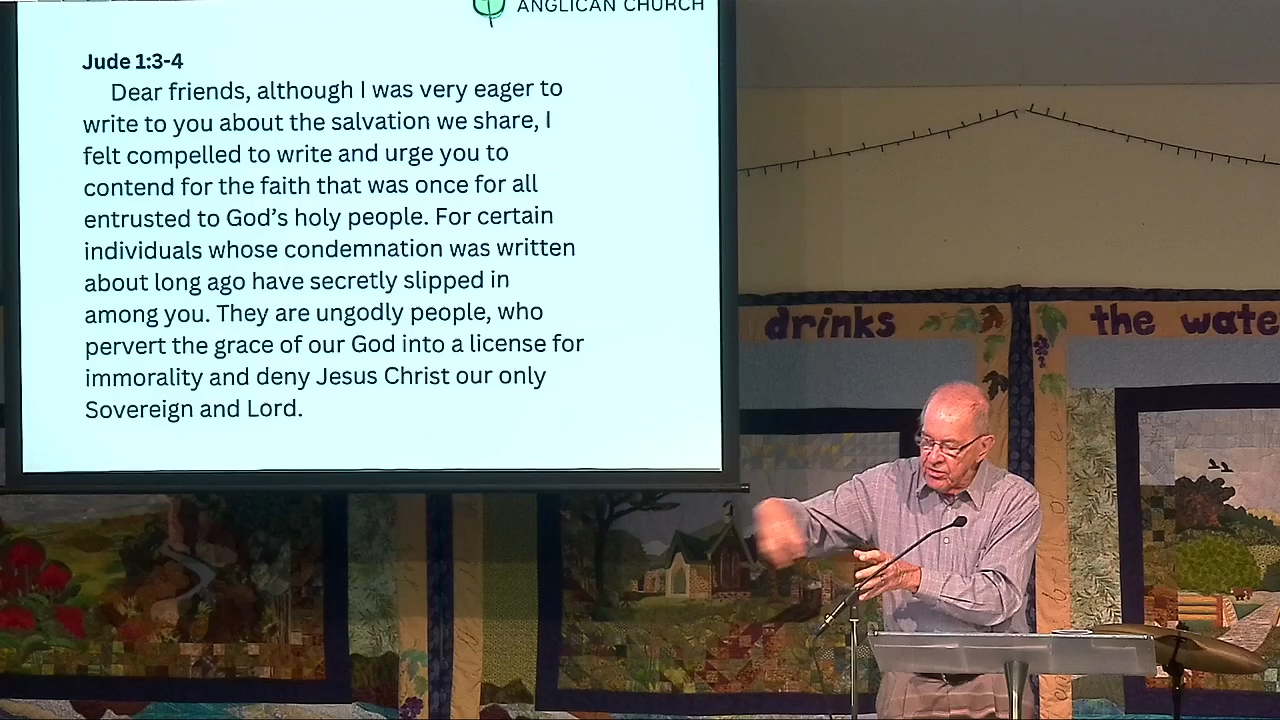 ANGLICAN CHURCH
Jude 1:3-4
Dear friends, although I was very eager to
write to you about the salvation we share, I
felt compelled to write and urge you to
contend for the faith that was once for all
entrusted to God’s holy people. For certain
individuals whose condemnation was written
about long ago have secretly slipped in
among you. They are ungodly people, who
pervert the grace of our God into a license for
immorality and deny Jesus Christ our only
Sovereign and Lord.
drinks
the wate